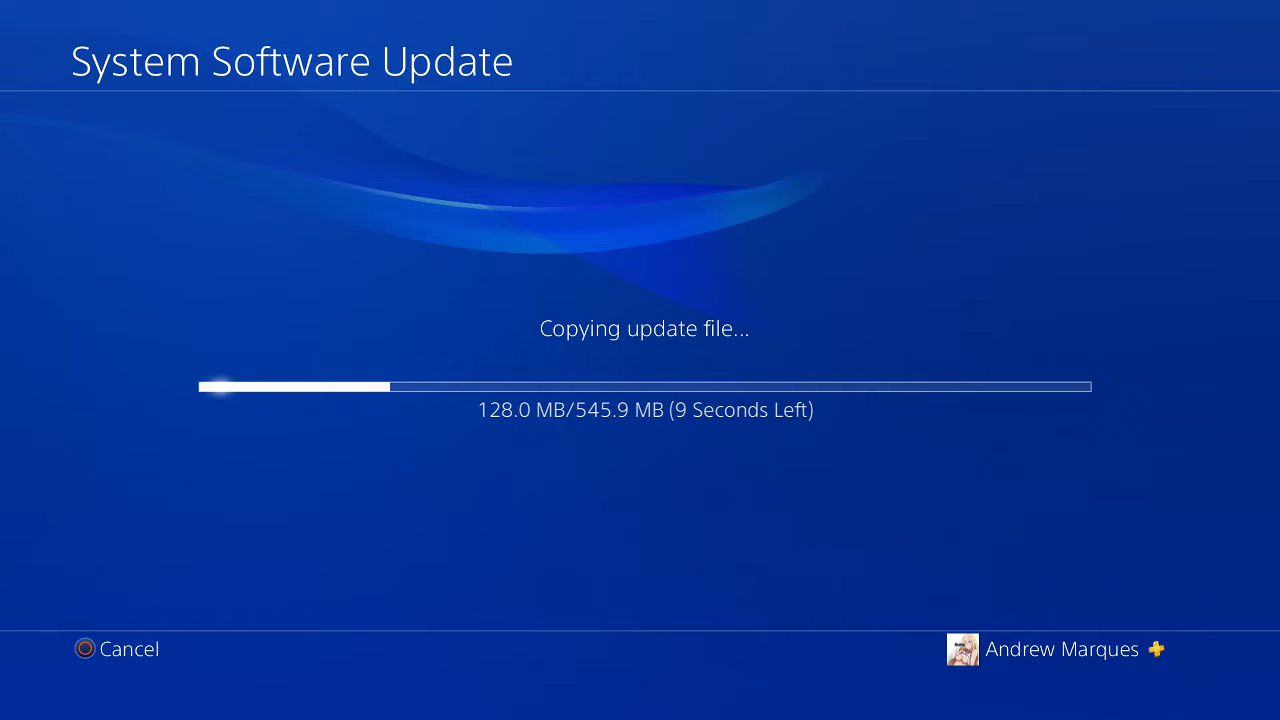 System Software Update
Copying update file...
128.0 MB/545.9 MB (9 Seconds Left)
Cancel
Andrew Marques